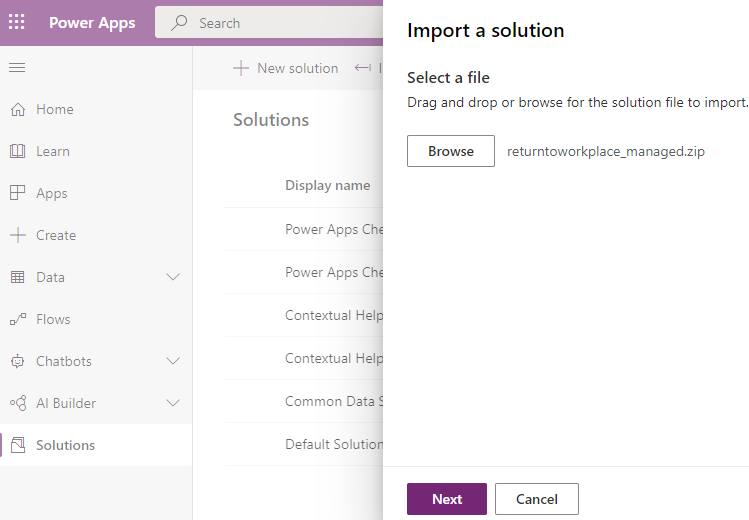 Power Apps
Search
Home
Learn
Apps
Create
Data
Flows
Chatbots
AI Builder
Solutions
New solution
Solutions
Display name
Power Apps Che
Power Apps Che
Contextual Help
Contextual Help
Common Data S
Default Solution
Import a solution
Select a file
Drag and drop or browse for the solution file to import.
Browse returntoworkplace_managed.zip
Next Cancel